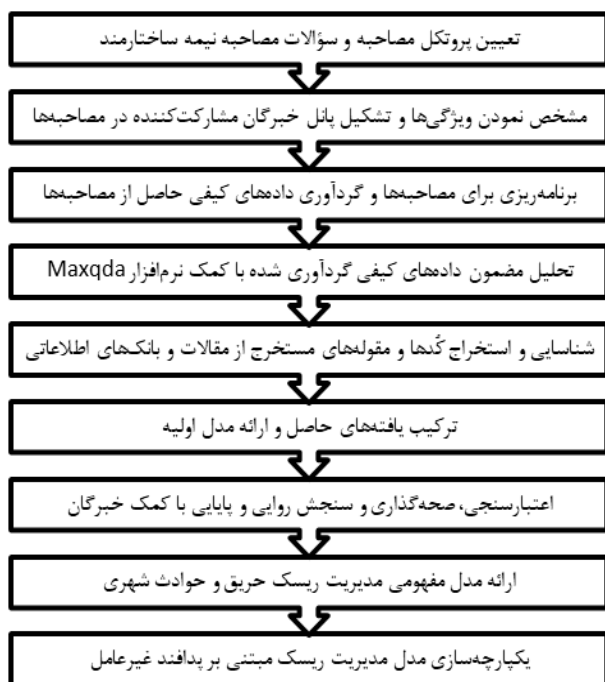 تعیین پروتکل مصاحبه و سؤالات مصاحبه نیمه ساختارمند
مشخص نمودن ویژگی‌ها و تشکیل پانل خبرگان مشارکت‌کننده در مصاحبه‌ها
برنامه‌ریزی برای مصاحبه‌ها و گردآوری داده‌های کیفی حاصل از مصاحبه‌ها
تحلیل مضمون داده‌های کیفی گردآوری شده با کمک نرم‌افزار Maxqda
شناسایی و استخراج کُدها و مقوله‌های مستخرج از مقالات و بانک‌های اطلاعاتی
ترکیب یافته‌های حاصل و ارائه مدل اولیه
اعتبارسنجی، صحه‌گذاری و سنجش روایی و پایایی با کمک خبرگان
ارائه مدل مفهومی مدیریت ریسک حریق و حوادث شهری
یکپارچه‌سازی مدل مدیریت ریسک مبتنی بر پدافند غیرعامل